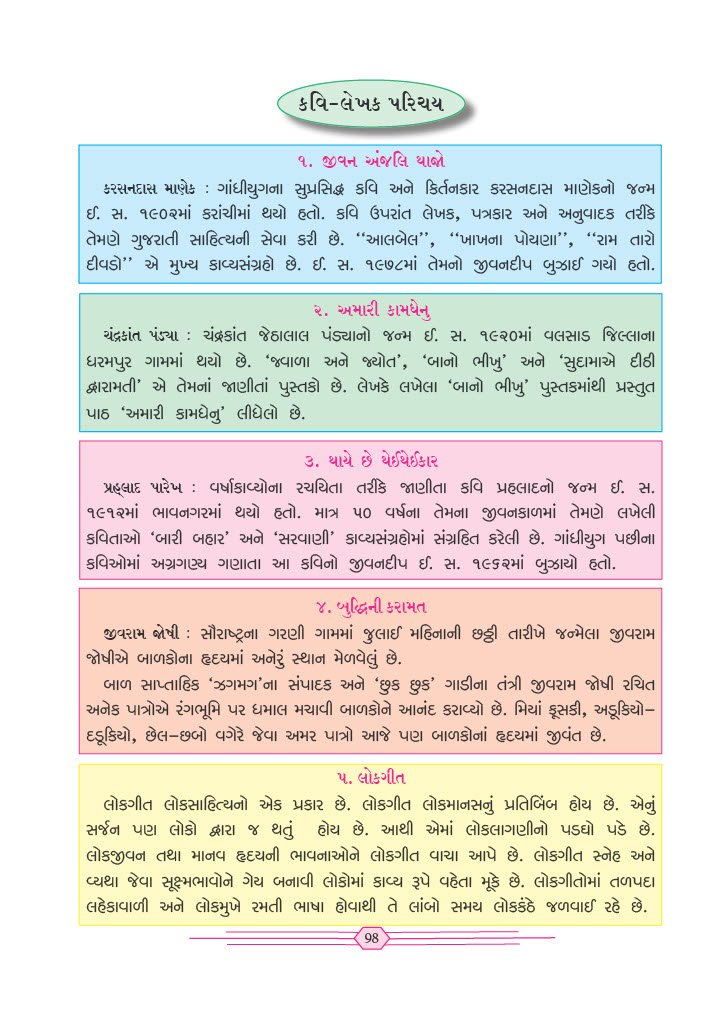 કવિ-લેખક પરિચય
૧. જીવન અંજલિ થાજો
કરસનદાસ માણેક : ગાંધીયુગના સુપ્રસિદ્ધ કવિ અને કિર્તનકાર કરસનદાસ માણેકનો જન્મ
ઈ. સ. ૧૯૦૨માં કરાંચીમાં થયો હતો. કવિ ઉપરાંત લેખક, પત્રકાર અને અનુવાદક તરીકે
તેમણે ગુજરાતી સાહિત્યની સેવા કરી છે. ‘‘આલબેલ’’, ‘‘ખાખના પોયણા’’, ‘‘રામ તારો
દીવડો’’ એ મુખ્ય કાવ્યસંગ્રહો છે. ઈ. સ. ૧૯૭૮માં તેમનો જીવનદીપ બુઝાઈ ગયો હતો.
૨. અમારી કામધેનુ
ચંદ્રકાંત પંડ્યા : ચંદ્રકાંત જેઠાલાલ પંડ્યાનો જન્મ ઈ. સ. ૧૯૨૦માં વલસાડ જિલ્લાના
ધરમપુર ગામમાં થયો છે. ‘જ્વાળા અને જ્યોત’, ‘બાનો ભીખુ’ અને ‘સુદામાએ દીઠી
દ્વારામતી’ એ તેમનાં જાણીતાં પુસ્તકો છે. લેખકે લખેલા ‘બાનો ભીખુ’ પુસ્તકમાંથી પ્રસ્તુત
પાઠ ‘અમારી કામધેનુ’ લીધેલો છે.
૩. થાયે છે થેઈથેઈકાર
પ્રહ્લાદ પારેખ : વર્ષાકાવ્યોના રચયિતા તરીકે જાણીતા કવિ પ્રહલાદનો જન્મ ઈ. સ.
૧૯૧૨માં ભાવનગરમાં થયો હતો. માત્ર ૫૦ વર્ષના તેમના જીવનકાળમાં તેમણે લખેલી
કવિતાઓ ‘બારી બહાર’ અને ‘સરવાણી’ કાવ્યસંગ્રહોમાં સંગ્રહિત કરેલી છે. ગાંધીયુગ પછીના
કવિઓમાં અગ્રગણ્ય ગણાતા આ કવિનો જીવનદીપ ઈ. સ. ૧૯૬૨માં બુઝાયો હતો.
૪. બુદ્ધિની કરામત
જીવરામ જોષી : સૌરાષ્ટ્રના ગરણી ગામમાં જુલાઈ મહિનાની છઠ્ઠી તારીખે જન્મેલા જીવરામ
જોષીએ બાળકોના હૃદયમાં અનેરું સ્થાન મેળવેલું છે.
બાળ સાપ્તાહિક ‘ઝગમગ’ના સંપાદક અને ‘છુક છુક’ ગાડીના તંત્રી જીવરામ જોષી રચિત
અનેક પાત્રોએ રંગભૂમિ પર ધમાલ મચાવી બાળકોને આનંદ કરાવ્યો છે. મિયાં ફૂસકી, અડૂકિયો–
દડૂકિયો, છેલ–છબો વગેરે જેવા અમર પાત્રો આજે પણ બાળકોનાં હૃદયમાં જીવંત છે.
૫. લોકગીત
લોકગીત લોકસાહિત્યનો એક પ્રકાર છે. લોકગીત લોકમાનસનું પ્રતિબિંબ હોય છે. એનું
સર્જન પણ લોકો દ્વારા જ થતું હોય છે. આથી એમાં લોકલાગણીનો પડઘો પડે છે.
લોકજીવન તથા માનવ હૃદયની ભાવનાઓને લોકગીત વાચા આપે છે. લોકગીત સ્નેહ અને
વ્યથા જેવા સૂક્ષ્મભાવોને ગેય બનાવી લોકોમાં કાવ્ય રૂપે વહેતા મૂકે છે. લોકગીતોમાં તળપદા
લહેકાવાળી અને લોકમુખે રમતી ભાષા હોવાથી તે લાંબો સમય લોકકંઠે જળવાઈ રહે છે.
98